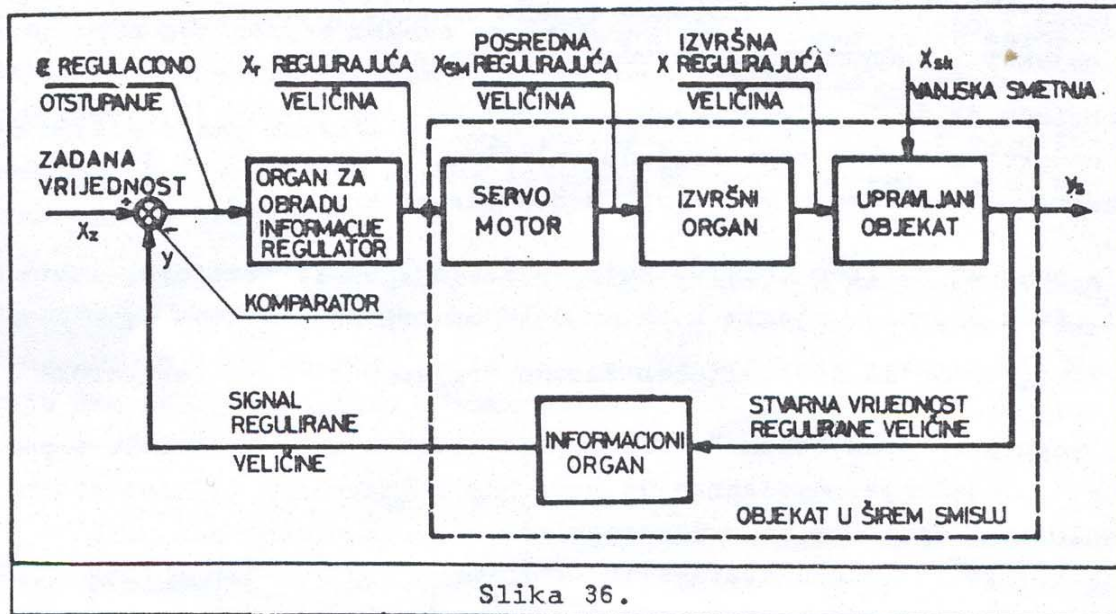 ε REGULACIONO
OTSTUPANJE
Xr REGULIRAJUĆA
VELIČINA
POSREDNA
XSM REGULIRAJUĆA
VELIČINA
IZVRŠNA
X REGULIRAJUĆA
VELIČINA
Xsk
VANJSKA SMETNJA
ZADANA
VRIJEDNOST
+
Xz
-
y
ORGAN ZA
OBRADU
INFORMACIJE
REGULATOR
SERVO
MOTOR
IZVRŠNI
ORGAN
UPRAVLJANI
OBJEKAT
ys
KOMPARATOR
SIGNAL
REGULIRANE
VELIČINE
INFORMACIONI
ORGAN
STVARNA VRIJEDNOST
REGULIRANE VELIČINE
OBJEKAT U ŠIREM SMISLU
Slika 36.